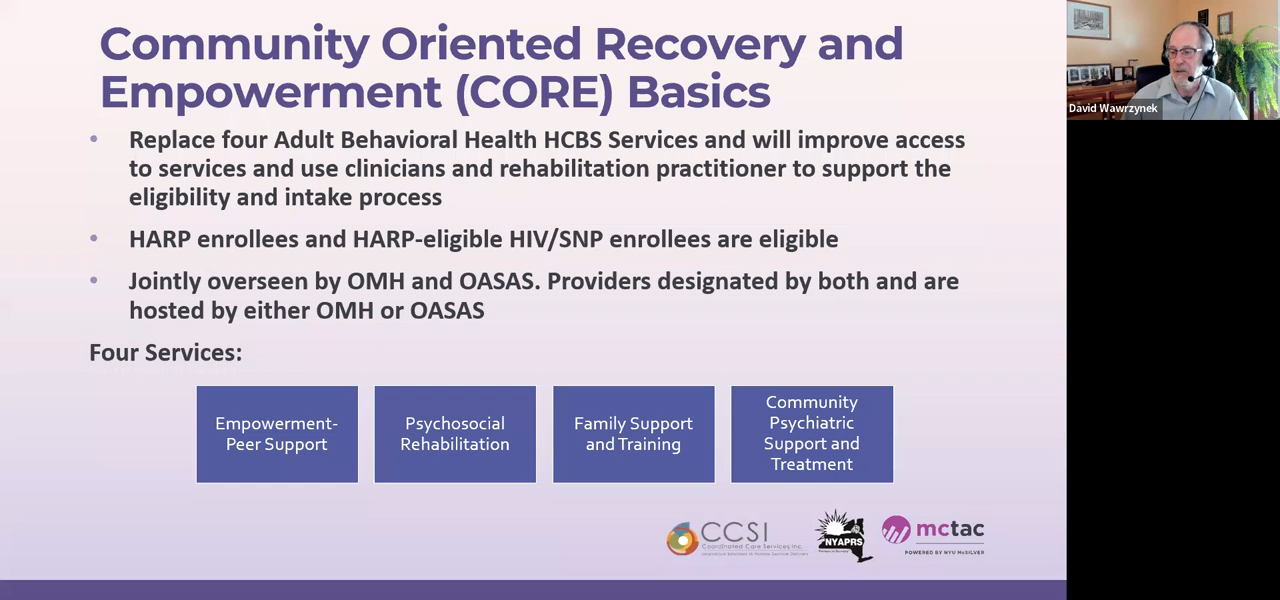 Community Oriented Recovery and
Empowerment (CORE) Basics
• Replace four Adult Behavioral Health HCBS Services and will improve access
to services and use clinicians and rehabilitation practitioner to support the
eligibility and intake process
• HARP enrollees and HARP-eligible HIV/SNP enrollees are eligible
• Jointly overseen by OMH and OASAS. Providers designated by both and are
hosted by either OMH or OASAS
Four Services:
Empowerment-
Peer Support
Psychosocial
Rehabilitation
Family Support
and Training
Community
Psychiatric
Support and
Treatment
CCSI
Coordinated Care Services Inc.
NYAPRS
mctac
POWERED BY NYU McSILVER
David Wawrzynek